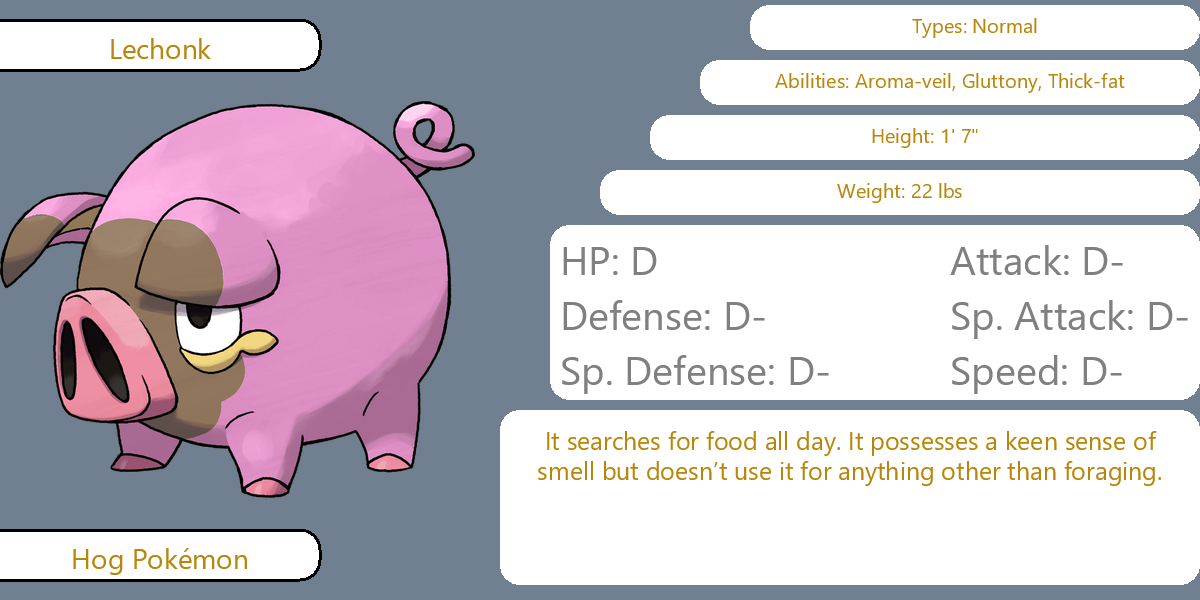 Lechonk
Types: Normal
Abilities: Aroma-veil, Gluttony, Thick-fat
Height: 1' 7"
Weight: 22 lbs
HP: D
Attack: D-
Defense: D-
Sp. Attack: D-
Sp. Defense: D-
Speed: D-
It searches for food all day. It possesses a keen sense of
smell but doesn’t use it for anything other than foraging.
Hog Pokémon